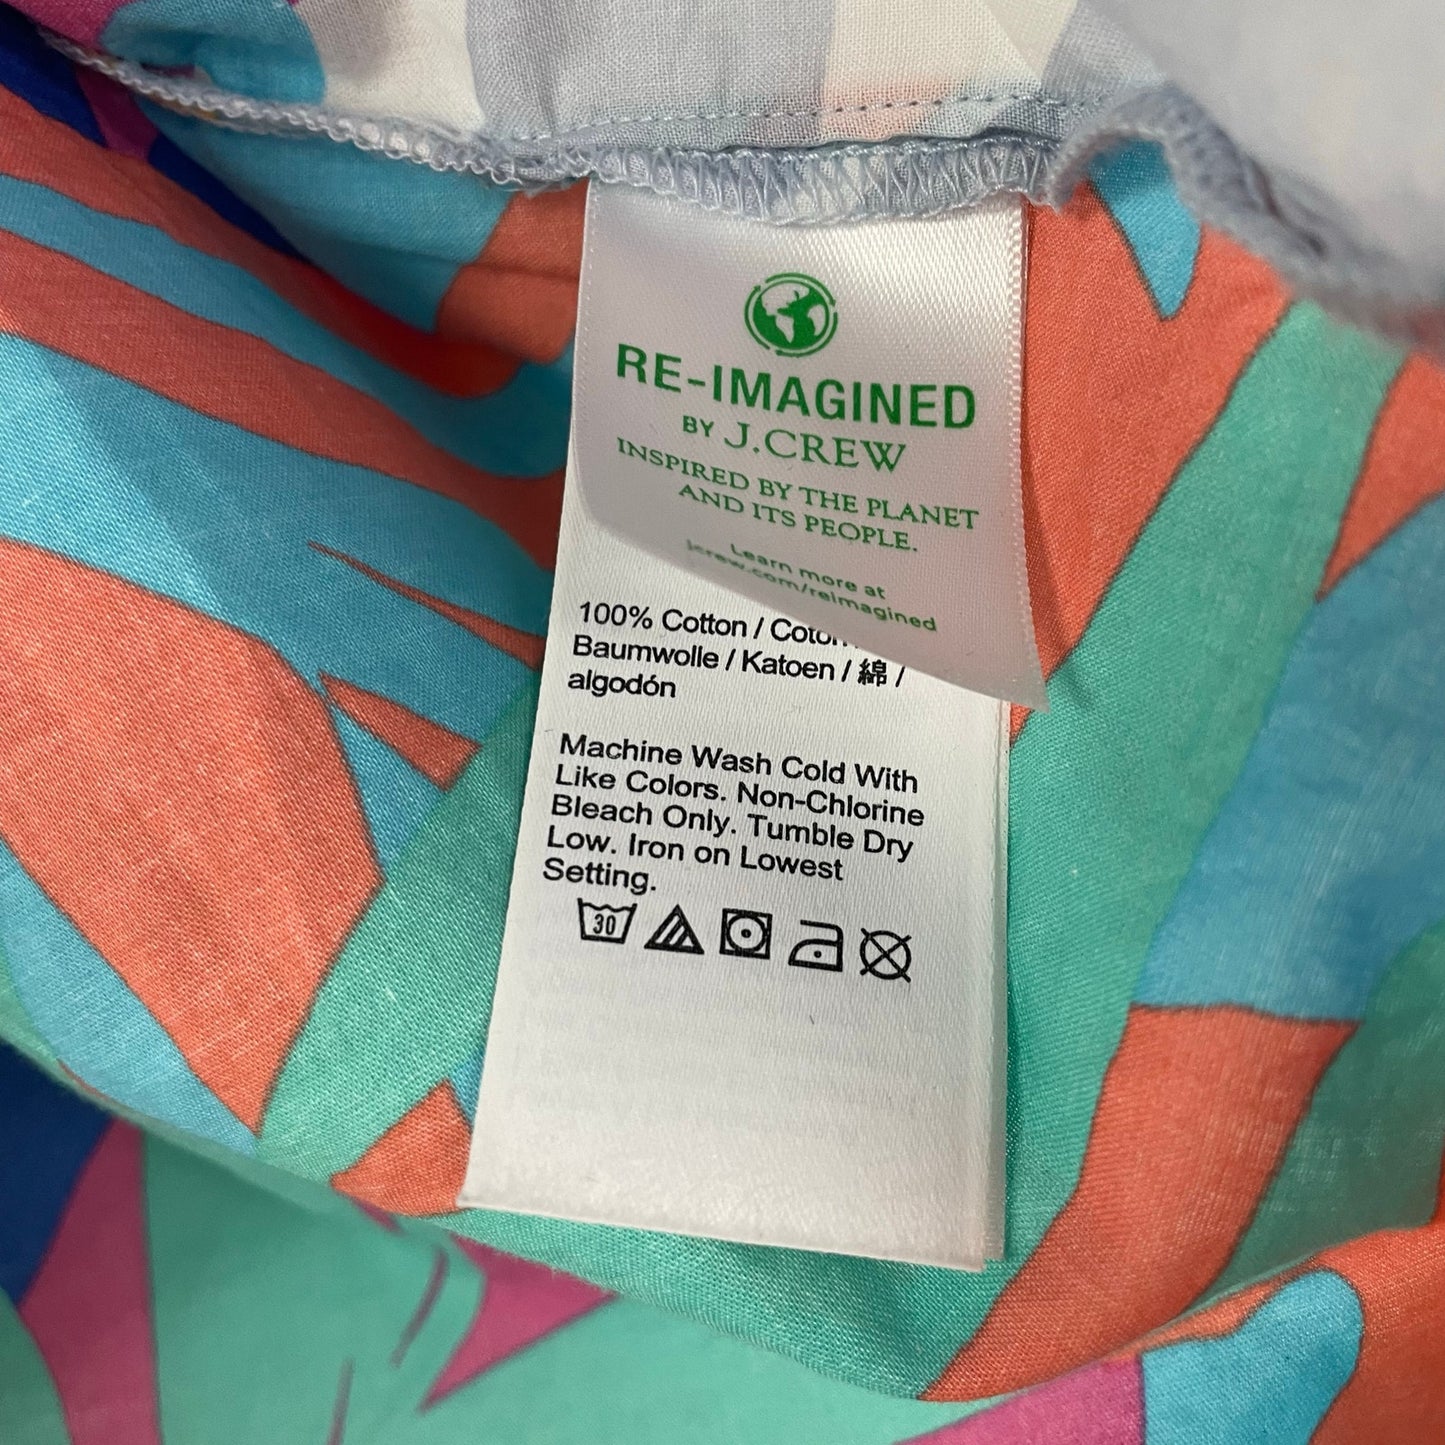 RE-IMAGINED
BY J.CREW
INSPIRED BY THE PLANET
AND ITS PEOPLE.
Learn more at
jcrew.com/reimagined
100% Cotton /
Baumwolle / Katoen / 綿 /
algodón
Machine Wash Cold With
Like Colors. Non-Chlorine
Bleach Only. Tumble Dry
Low. Iron on Lowest
Setting.
30